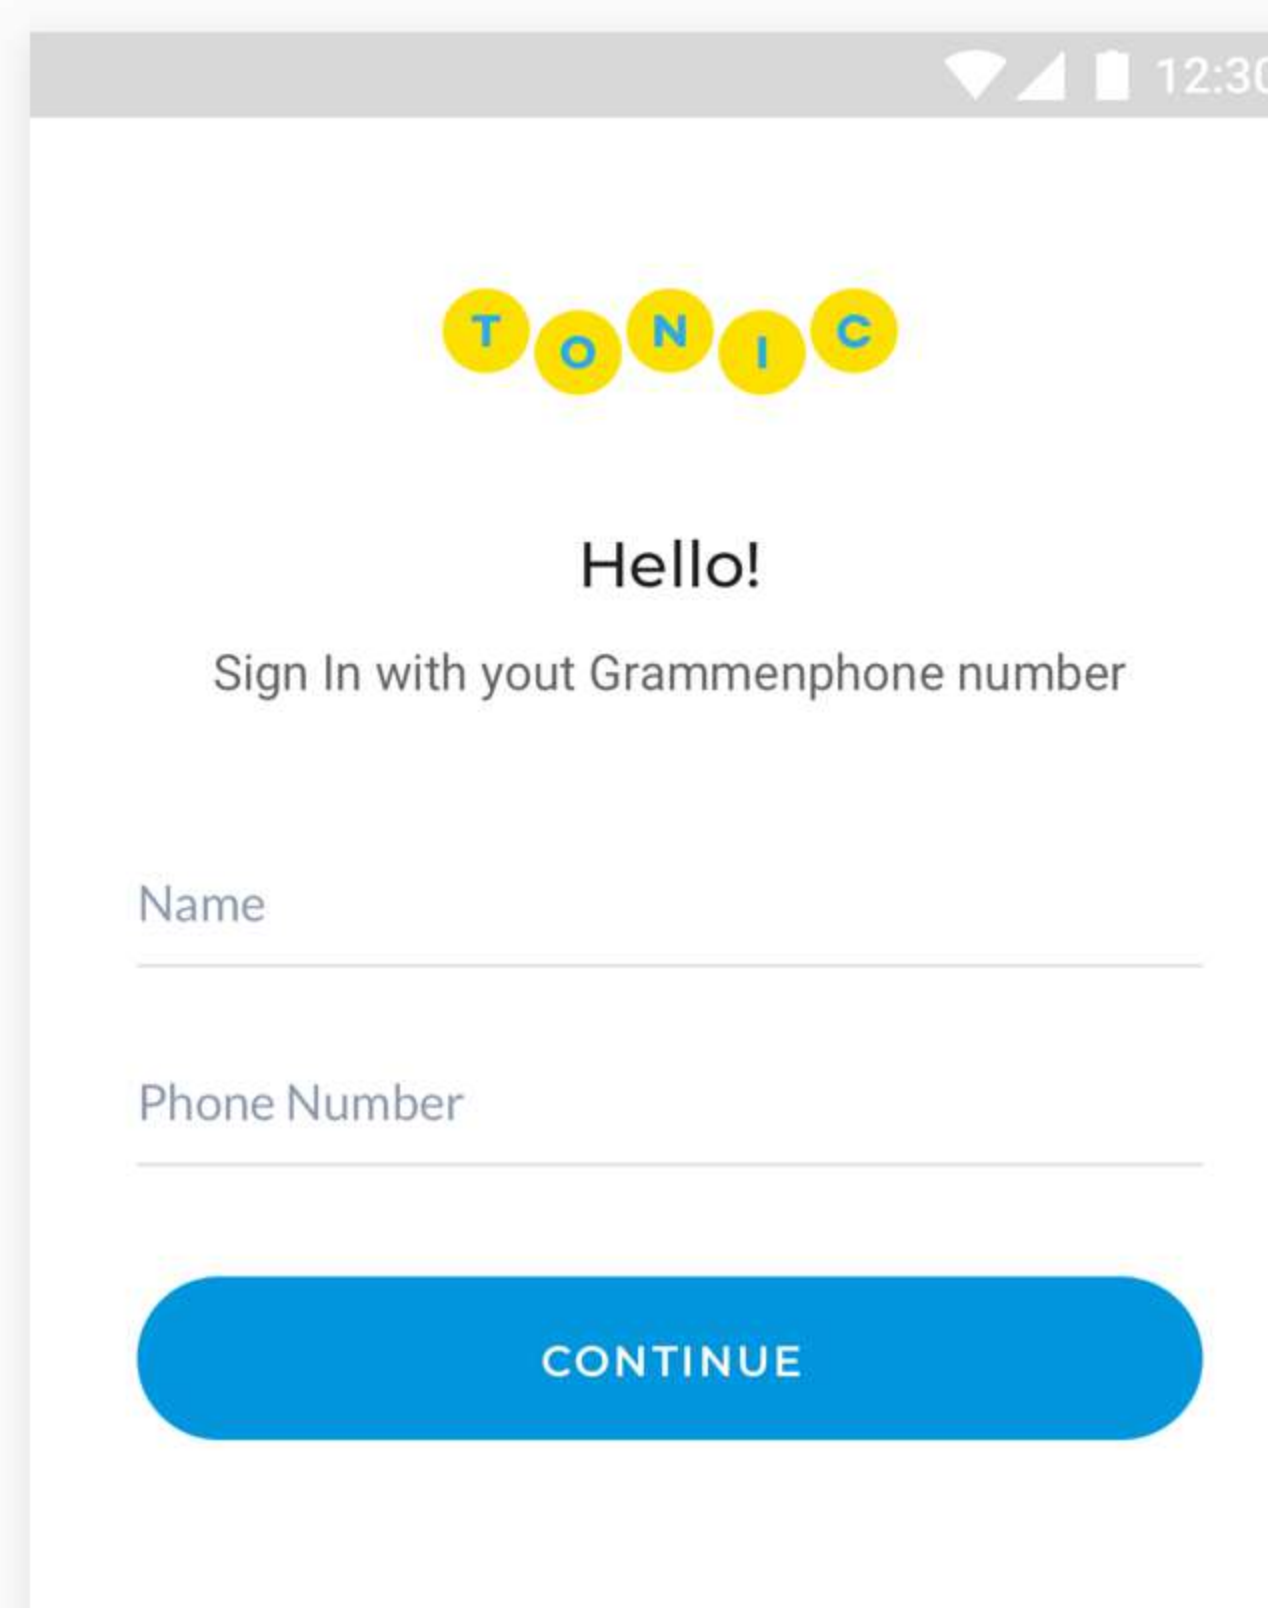 12:30
TONIC
Hello!
Sign In with yout Grammenphone number
Name
Phone Number
CONTINUE